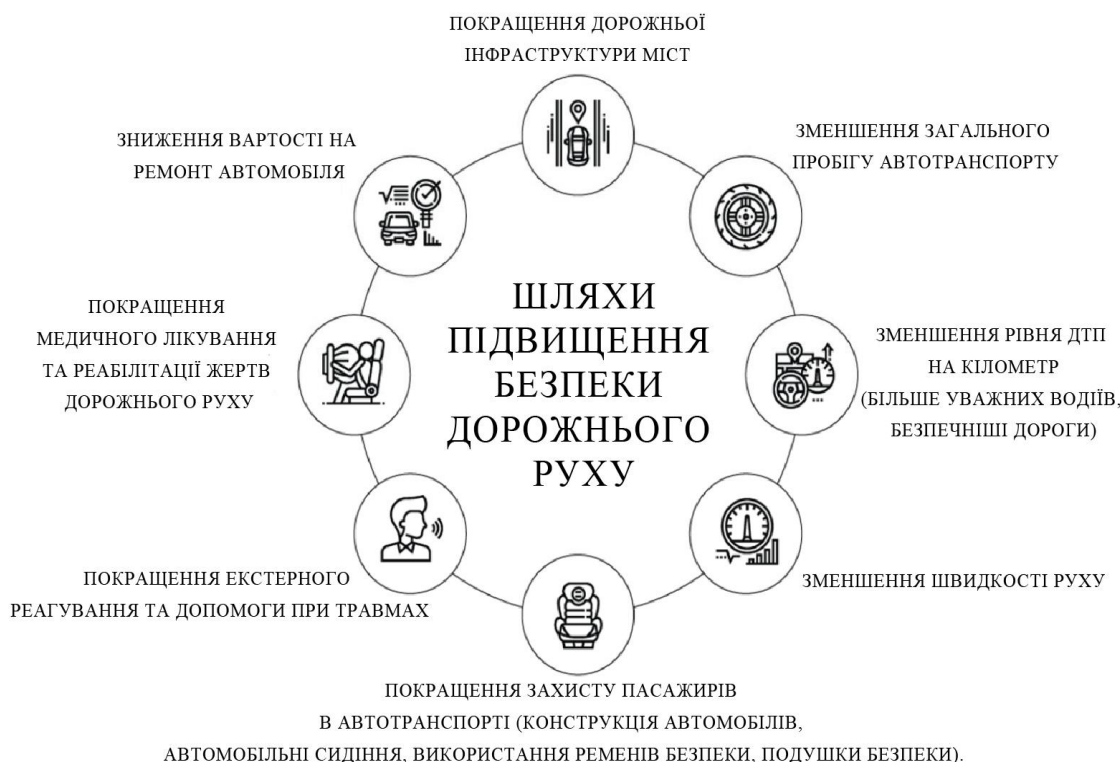 ПОКРАЩЕННЯ ДОРОЖНЬОЇ
ІНФРАСТРУКТУРИ МІСТ
ЗМЕНШЕННЯ ЗАГАЛЬНОГО
ПРОБІГУ АВТОТРАНСПОРТУ
ЗМЕНШЕННЯ РІВНЯ ДТП
НА КІЛОМЕТР
(БІЛЬШЕ УВАЖНИХ ВОДІЇВ,
БЕЗПЕЧНІШІ ДОРОГИ)
ЗМЕНШЕННЯ ШВИДКОСТІ РУХУ
ПОКРАЩЕННЯ ЗАХИСТУ ПАСАЖИРІВ
В АВТОТРАНСПОРТІ (КОНСТРУКЦІЯ АВТОМОБІЛІВ,
АВТОМОБІЛЬНІ СИДІННЯ, ВИКОРИСТАННЯ РЕМЕНІВ БЕЗПЕКИ, ПОДУШКИ БЕЗПЕКИ).
ПОКРАЩЕННЯ ЕКСТЕРНОГО
РЕАГУВАННЯ ТА ДОПОМОГИ ПРИ ТРАВМАХ
ПОКРАЩЕННЯ
МЕДИЧНОГО ЛІКУВАННЯ
ТА РЕАБІЛІТАЦІЇ ЖЕРТВ
ДОРОЖНЬОГО РУХУ
ЗНИЖЕННЯ ВАРТОСТІ НА
РЕМОНТ АВТОМОБІЛЯ
ШЛЯХИ
ПІДВИЩЕННЯ
БЕЗПЕКИ
ДОРОЖНЬОГО
РУХУ